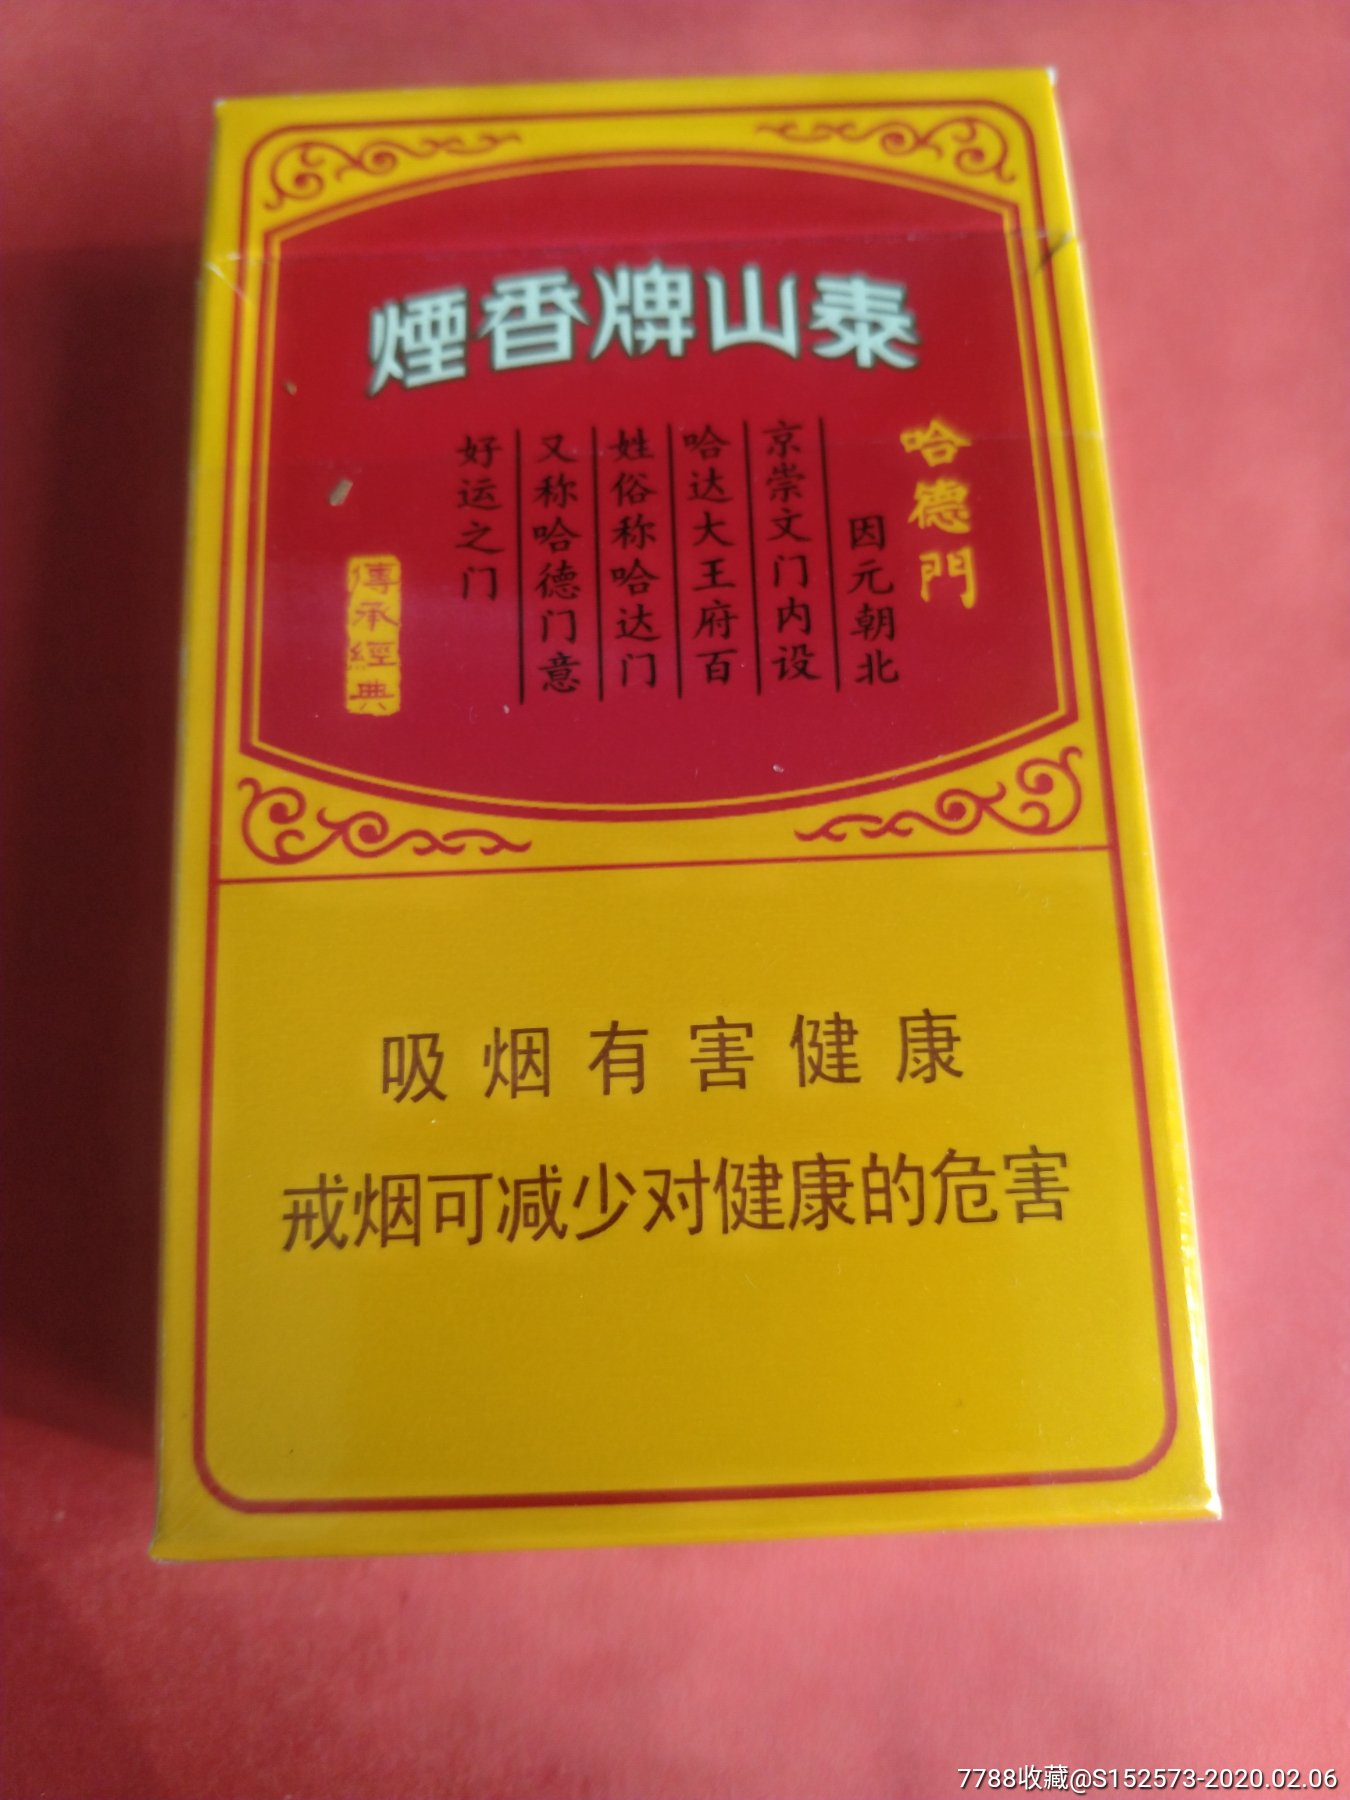 泰山牌香煙
哈德門
因元朝北
京崇文门内设
哈达大王府百
姓俗称哈达门
又称哈德门意
好运之门
傳承經典
吸烟有害健康
戒烟可减少对健康的危害
7788收藏@S152573-2020.02.06